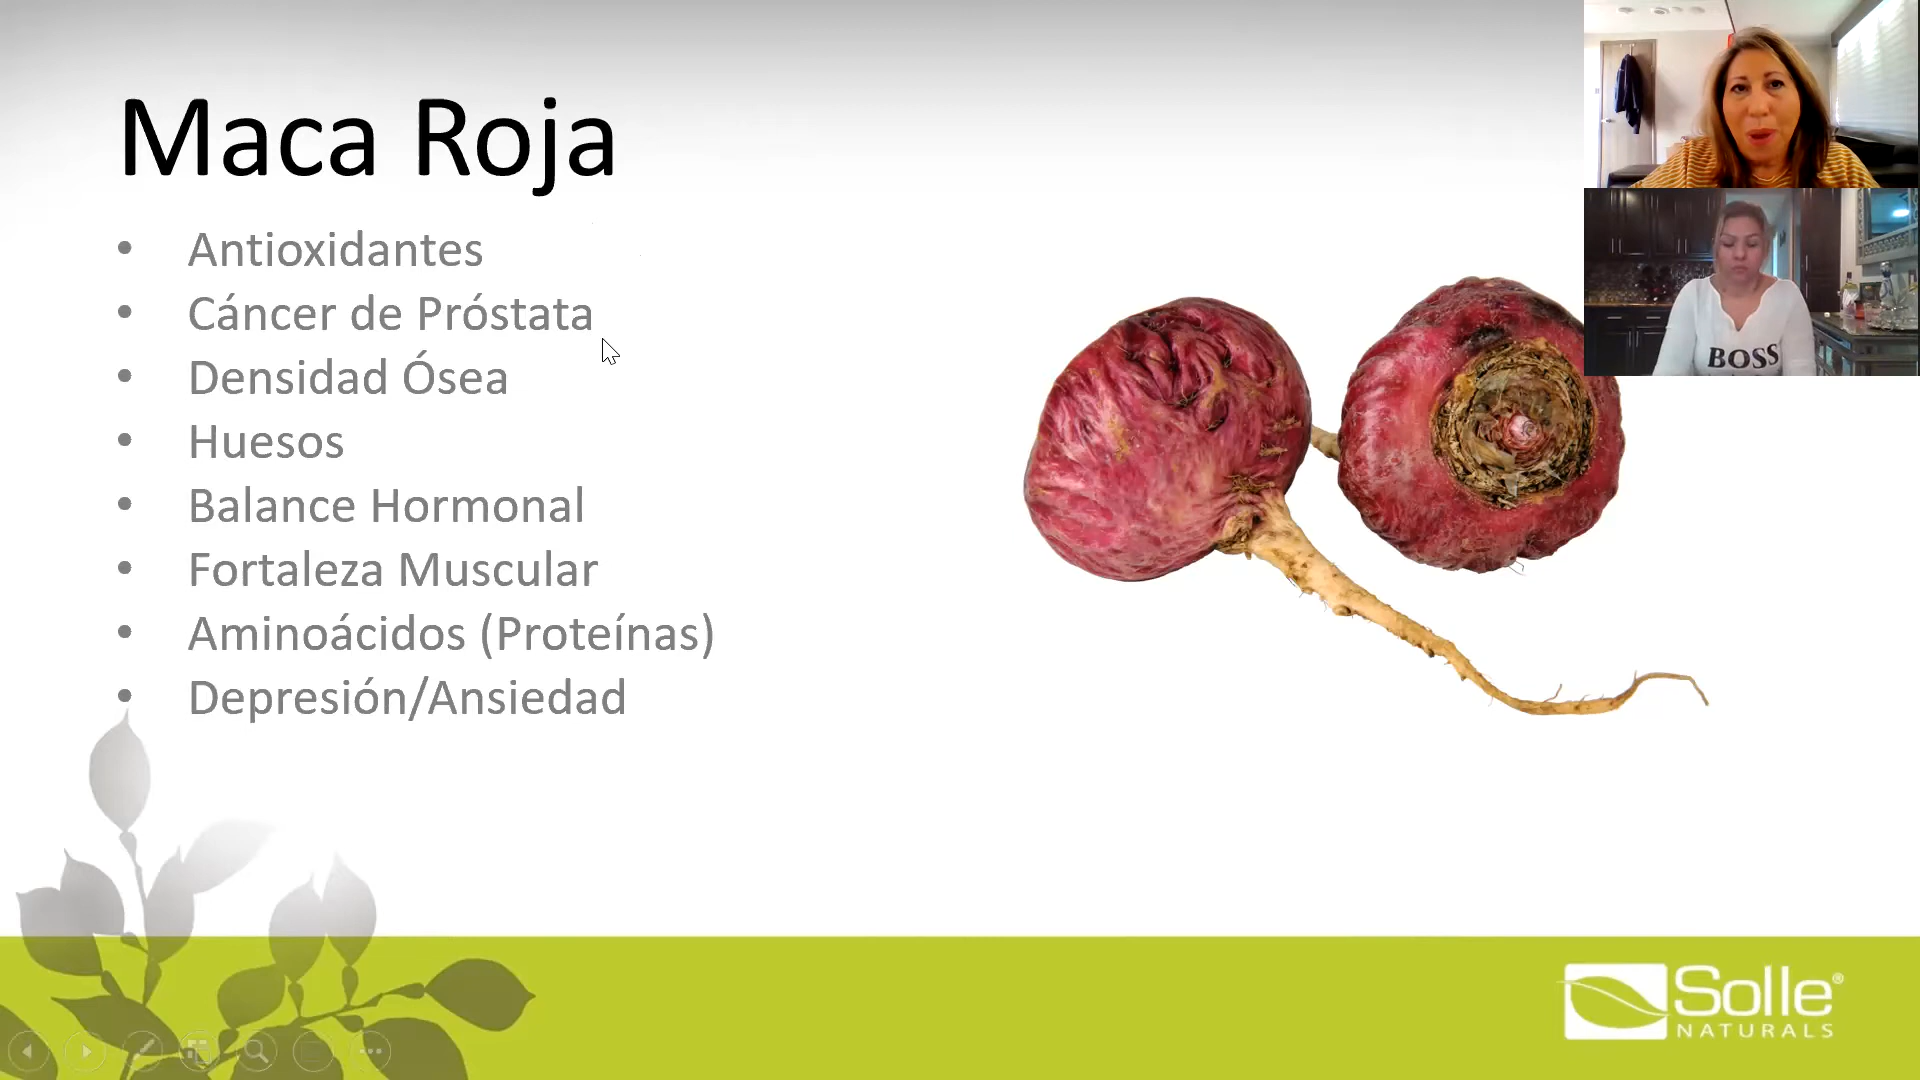 Maca Roja
• Antioxidantes
• Cáncer de Próstata
• Densidad Ósea
• Huesos
• Balance Hormonal
• Fortaleza Muscular
• Aminoácidos (Proteínas)
• Depresión/Ansiedad
BOSS
Solle®
NATURALS